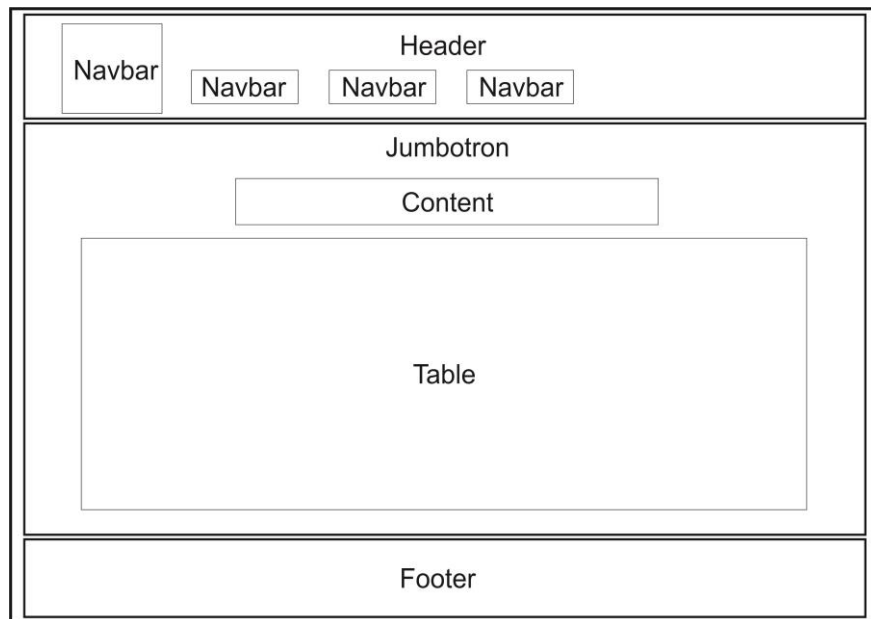 Header
Navbar
Navbar Navbar Navbar
Jumbotron
Content
Table
Footer